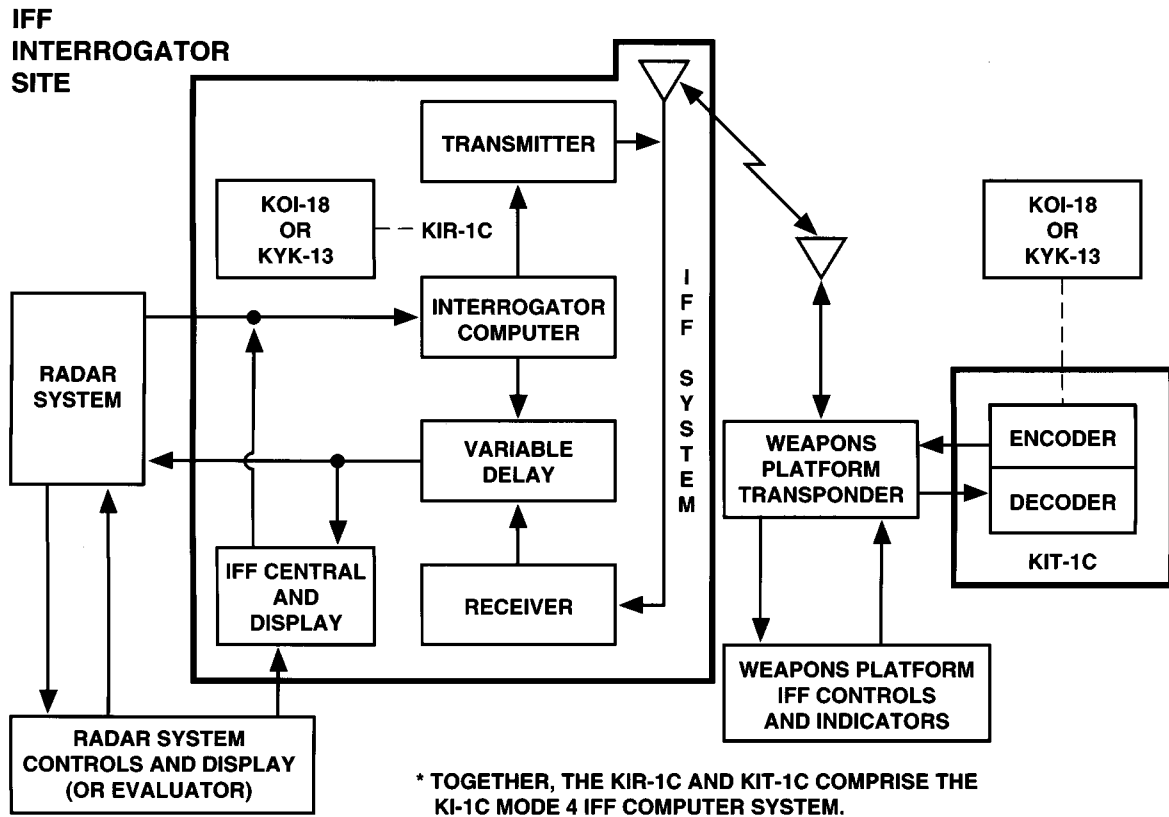 IFF
INTERROGATOR
SITE
TRANSMITTER
KOI-18
OR
KYK-13
KIR-1C
KOI-18
OR
KYK-13
INTERROGATOR
COMPUTER
IFF SYSTEM
RADAR
SYSTEM
VARIABLE
DELAY
WEAPONS
PLATFORM
TRANSPONDER
ENCODER
DECODER
KIT-1C
IFF CENTRAL
AND
DISPLAY
RECEIVER
WEAPONS PLATFORM
IFF CONTROLS
AND INDICATORS
RADAR SYSTEM
CONTROLS AND DISPLAY
(OR EVALUATOR)
* TOGETHER, THE KIR-1C AND KIT-1C COMPRISE THE
KI-1C MODE 4 IFF COMPUTER SYSTEM.